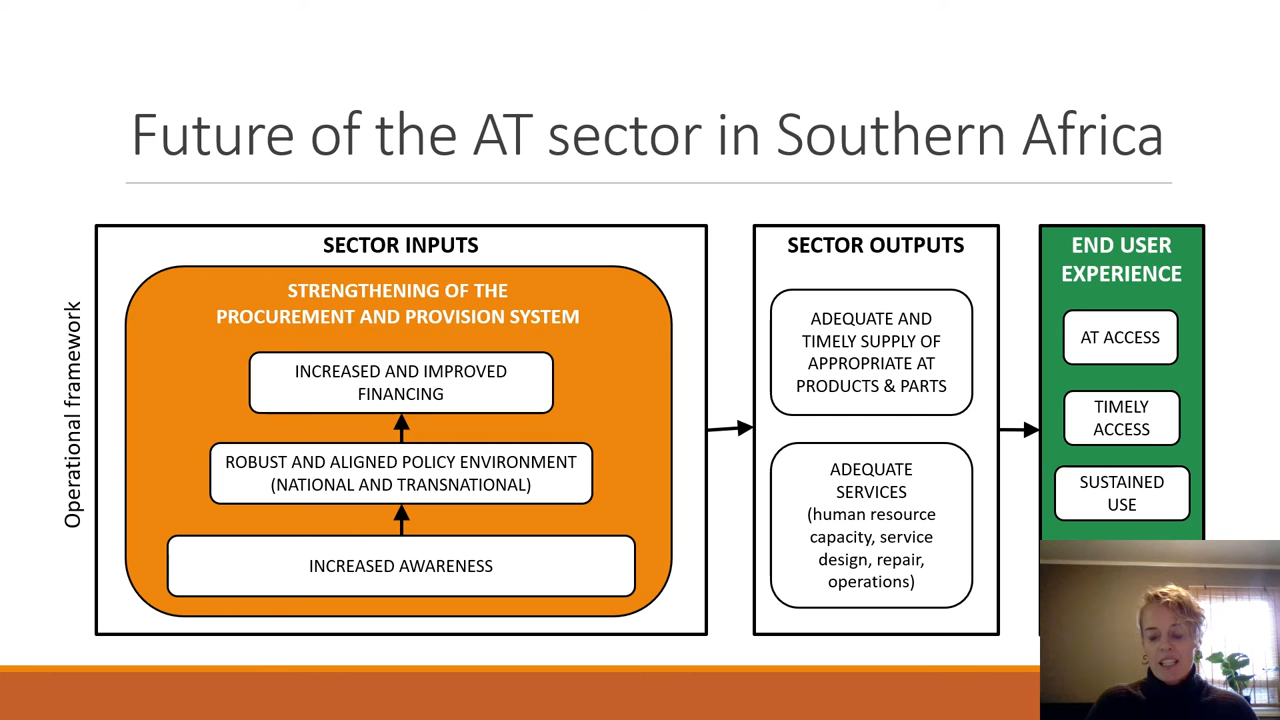 Future of the AT sector in Southern Africa
Operational framework
SECTOR INPUTS
STRENGTHENING OF THE
PROCUREMENT AND PROVISION SYSTEM
INCREASED AND IMPROVED
FINANCING
ROBUST AND ALIGNED POLICY ENVIRONMENT
(NATIONAL AND TRANSNATIONAL)
INCREASED AWARENESS
SECTOR OUTPUTS
ADEQUATE AND
TIMELY SUPPLY OF
APPROPRIATE AT
PRODUCTS & PARTS
ADEQUATE
SERVICES
(human resource
capacity, service
design, repair,
operations)
END USER
EXPERIENCE
AT ACCESS
TIMELY
ACCESS
SUSTAINED
USE